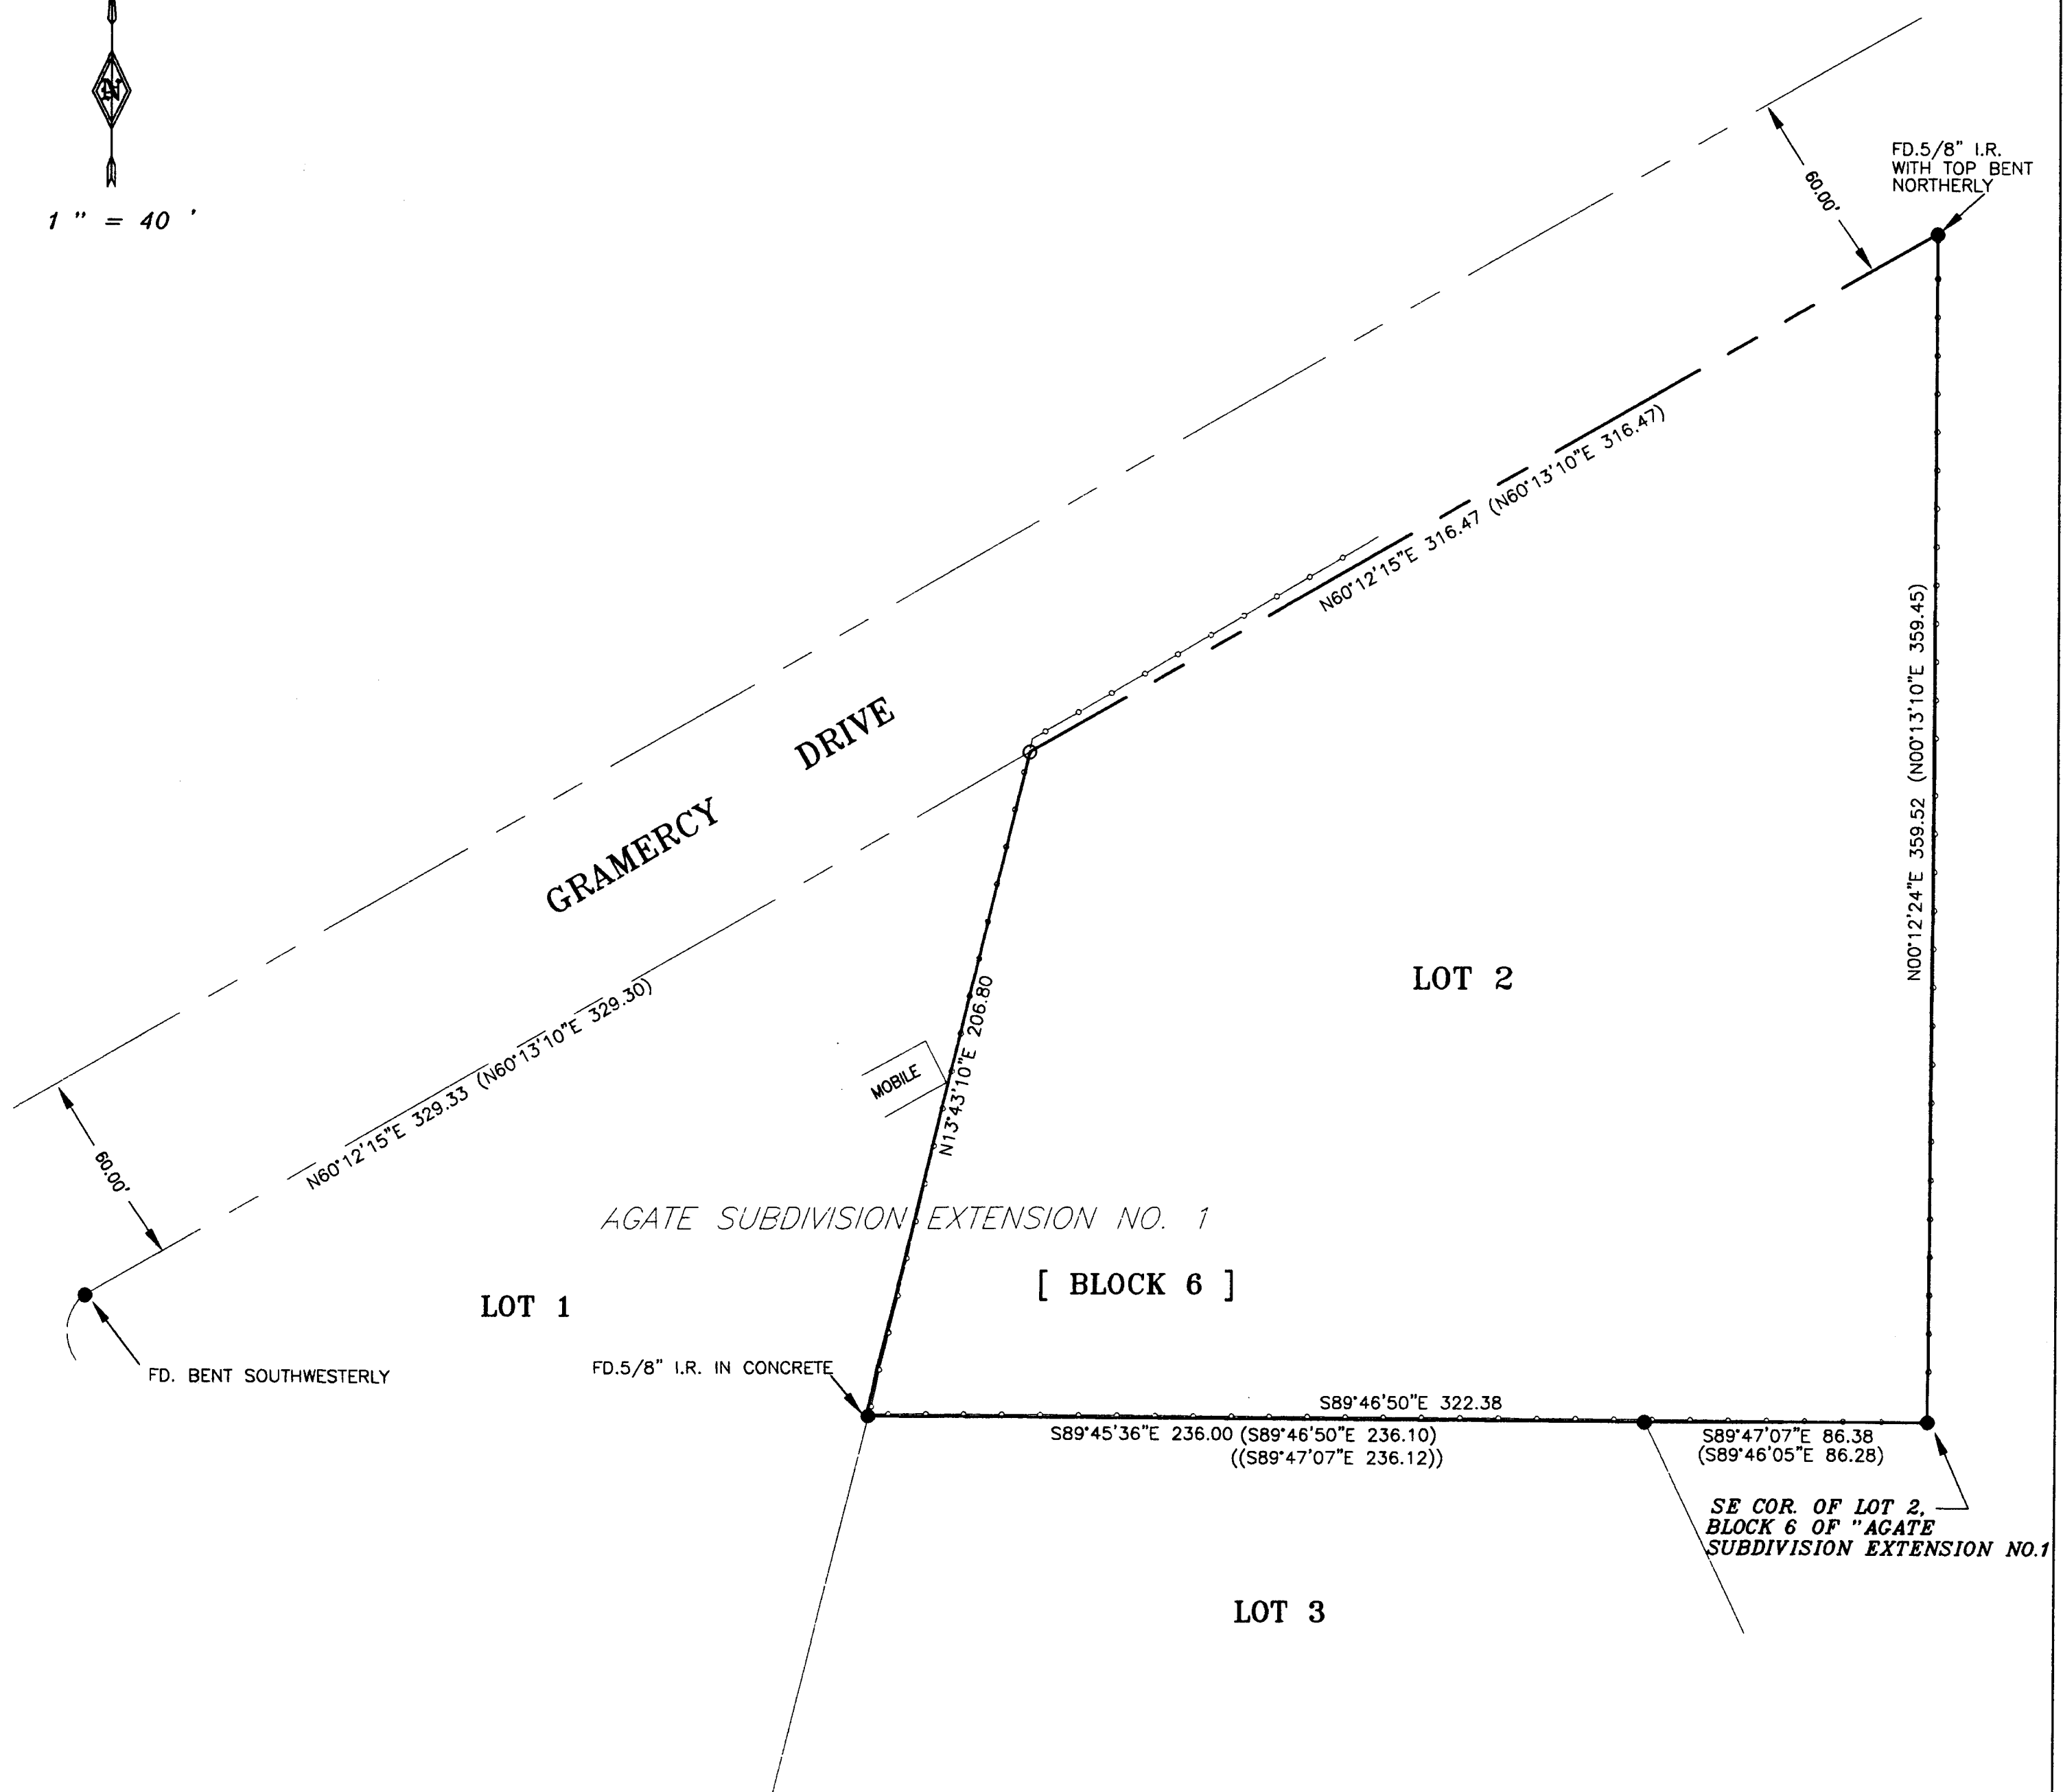 N
1 " = 40 '
FD.5/8" I.R.
WITH TOP BENT
NORTHERLY
60.00'
N60°12'15"E 316.47 (N60°13'10"E 316.47)
N00°12'24"E 359.52 (N00°13'10"E 359.45)
GRAMERCY DRIVE
LOT 2
N60°12'15"E 329.33 (N60°13'10"E 329.30)
N13°43'10"E 206.80
MOBILE
60.00'
AGATE SUBDIVISION EXTENSION NO. 1
[ BLOCK 6 ]
LOT 1
FD. BENT SOUTHWESTERLY
FD.5/8" I.R. IN CONCRETE
S89°46'50"E 322.38
S89°45'36"E 236.00 (S89°46'50"E 236.10)
((S89°47'07"E 236.12))
S89°47'07"E 86.38
(S89°46'05"E 86.28)
SE COR. OF LOT 2,
BLOCK 6 OF "AGATE
SUBDIVISION EXTENSION NO.1
LOT 3